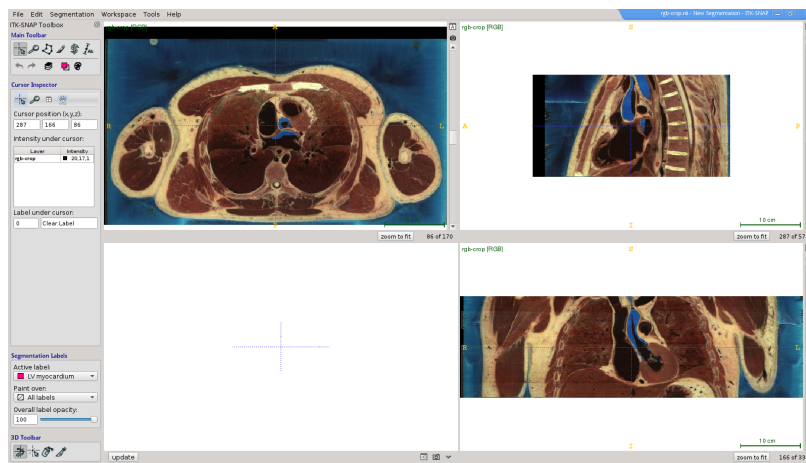 File Edit Segmentation Workspace Tools Help
rgb-crop.nii - New Segmentation - ITK-SNAP
ITK-SNAP Toolbox
Main Toolbar
Cursor Inspector
Cursor position (x,y,z):
287 166 86
Intensity under cursor:
Layer Intensity
rgb-crop 20,17,1
Label under cursor:
0 Clear Label
Segmentation Labels
Active label:
LV myocardium
Paint over:
All labels
Overall label opacity:
100
3D Toolbar
rgb-crop [RGB]
A
R
L
zoom to fit 86 of 170
rgb-crop [RGB]
S
A
P
I
10 cm
zoom to fit 287 of 57
update
rgb-crop [RGB]
S
R
L
I
10 cm
zoom to fit 166 of 33